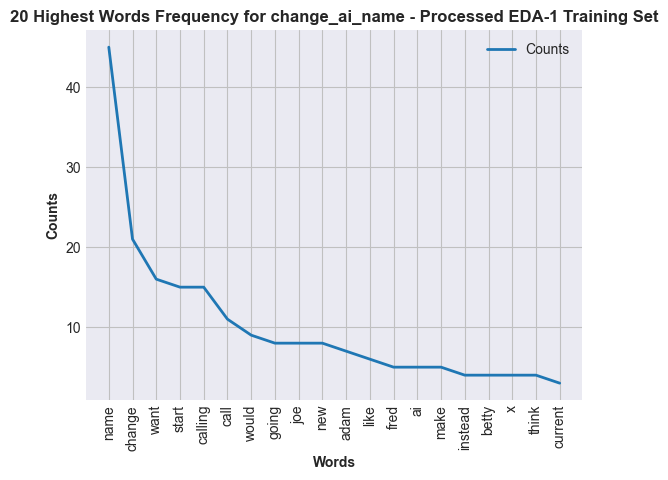 20 Highest Words Frequency for change_ai_name - Processed EDA-1 Training Set
Counts
40
30
20
10
Counts
name
change
want
start
calling
call
would
going
joe
new
adam
like
fred
ai
make
instead
betty
x
think
current
Words